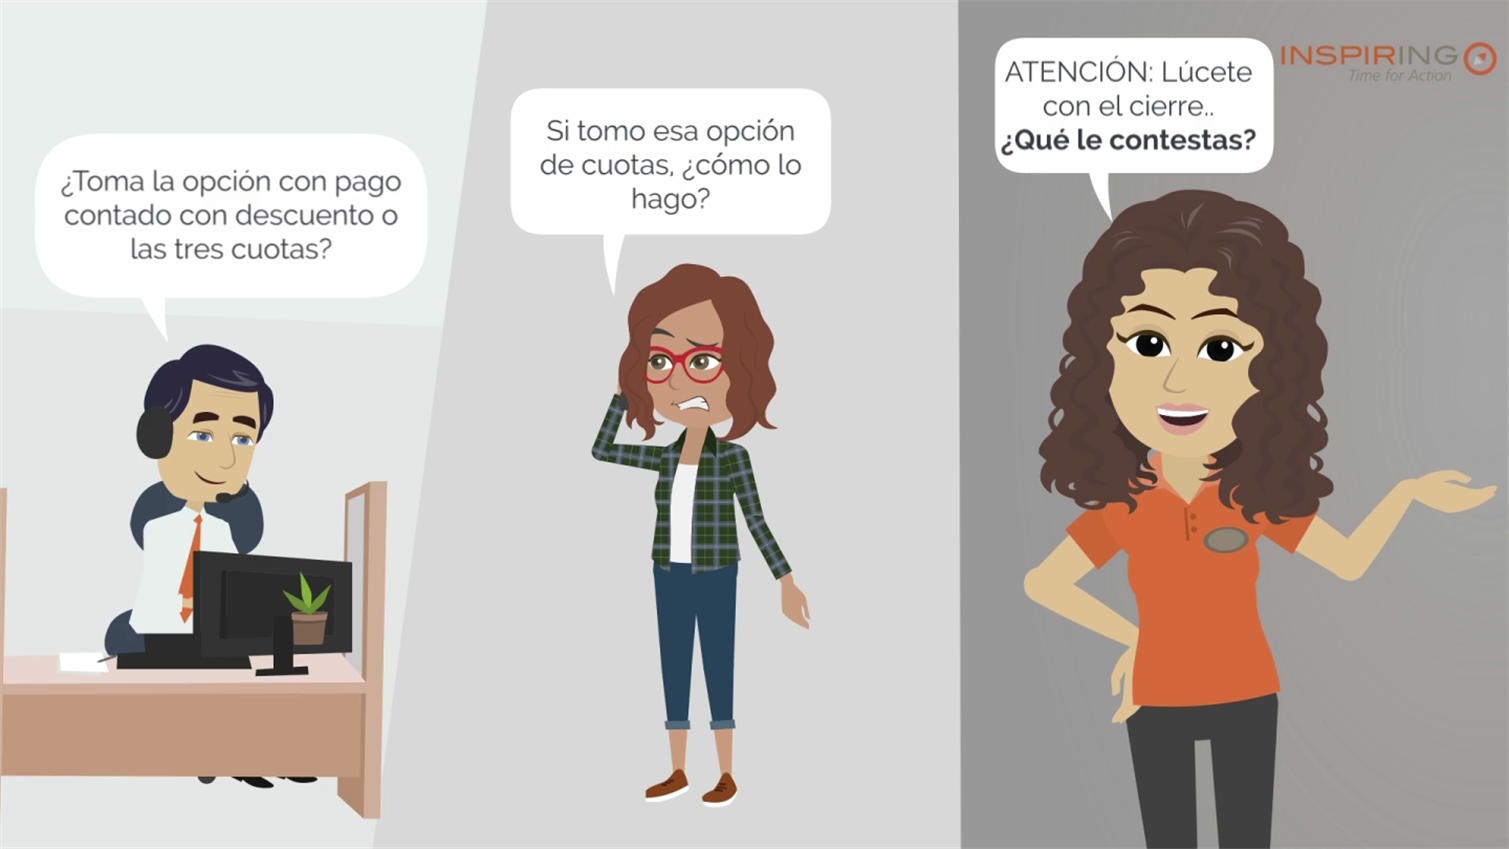 ¿Toma la opción con pago
contado con descuento o
las tres cuotas?
Si tomo esa opción
de cuotas, ¿cómo lo
hago?
ATENCIÓN: Lúcete
con el cierre..
¿Qué le contestas?
INSPIRING
Time for Action